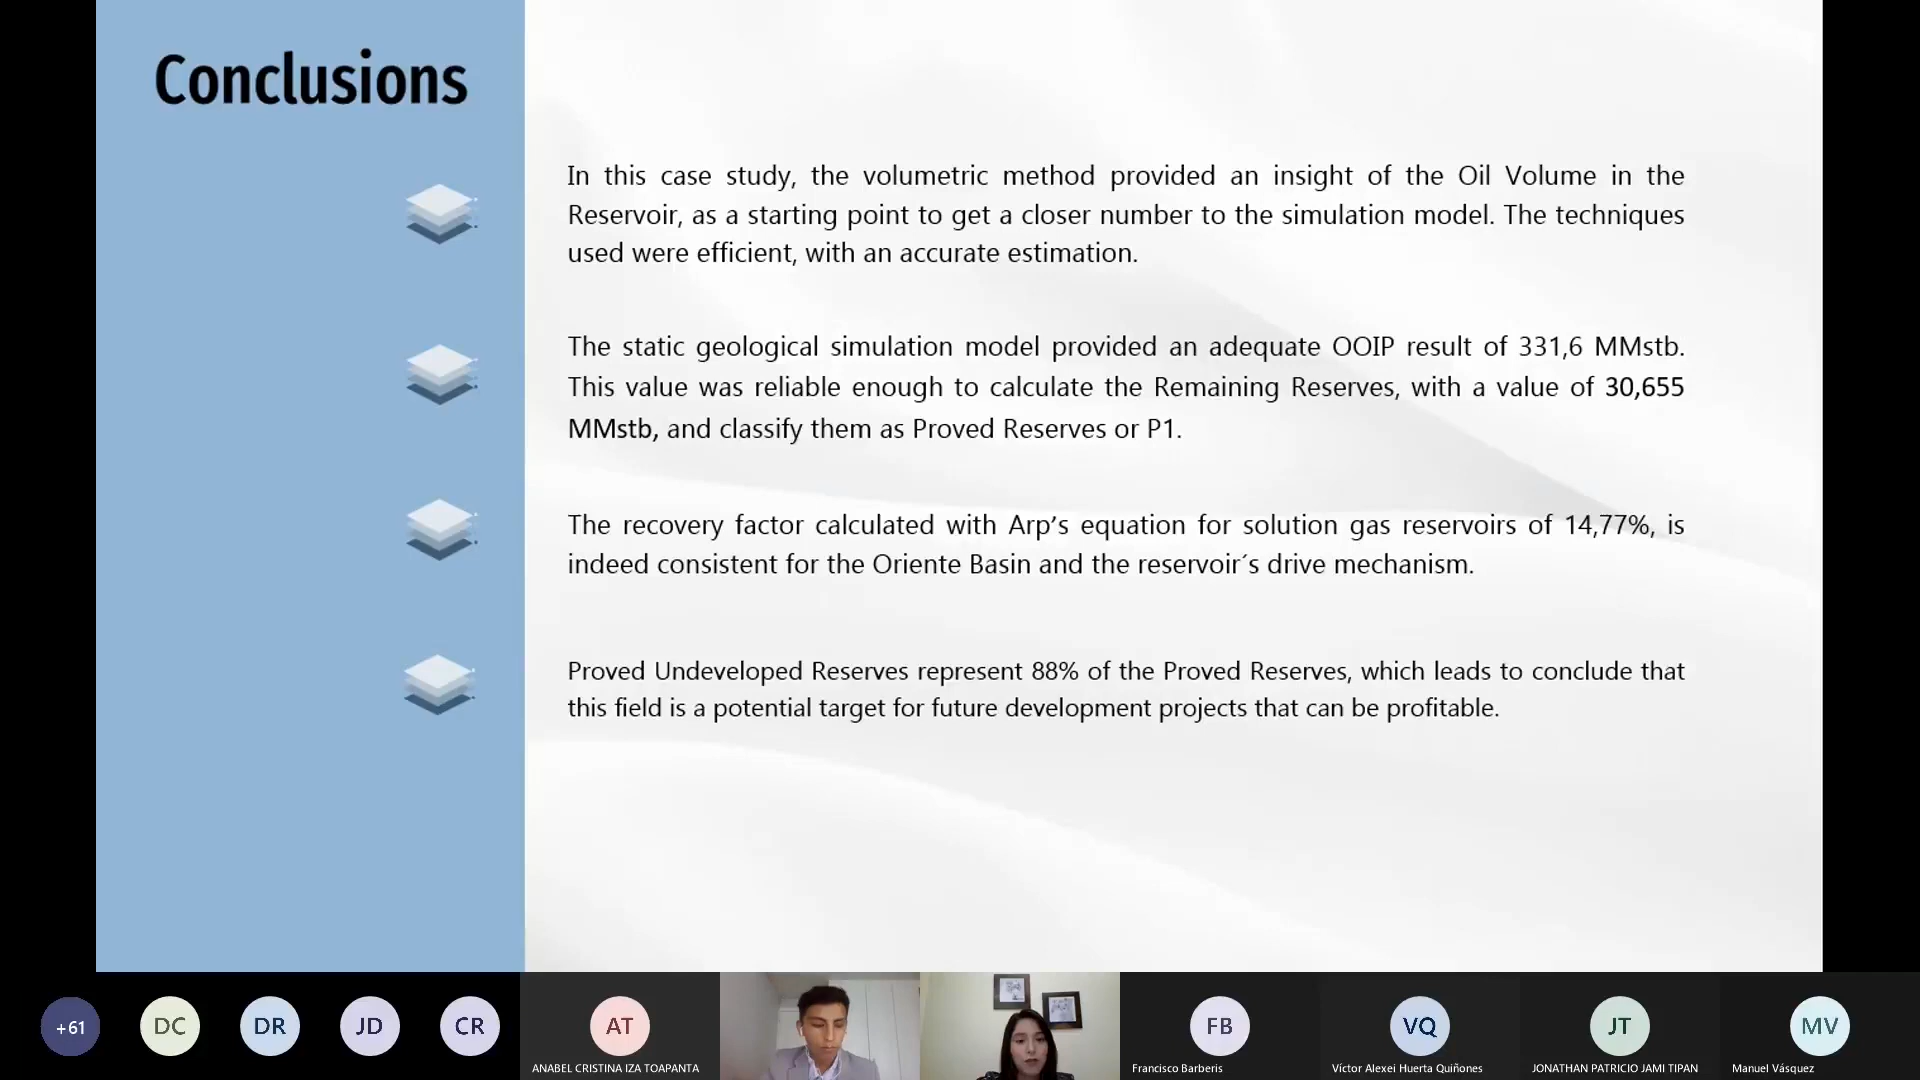 Conclusions
In this case study, the volumetric method provided an insight of the Oil Volume in the
Reservoir, as a starting point to get a closer number to the simulation model. The techniques
used were efficient, with an accurate estimation.
The static geological simulation model provided an adequate OOIP result of 331,6 MMstb.
This value was reliable enough to calculate the Remaining Reserves, with a value of 30,655
MMstb, and classify them as Proved Reserves or P1.
The recovery factor calculated with Arp’s equation for solution gas reservoirs of 14,77%, is
indeed consistent for the Oriente Basin and the reservoir´s drive mechanism.
Proved Undeveloped Reserves represent 88% of the Proved Reserves, which leads to conclude that
this field is a potential target for future development projects that can be profitable.
+61
DC
DR
JD
CR
AT
ANABEL CRISTINA IZA TOAPANTA
FB
Francisco Barberis
VQ
Víctor Alexei Huerta Quiñones
JT
JONATHAN PATRICIO JAMI TIPAN
MV
Manuel Vásquez